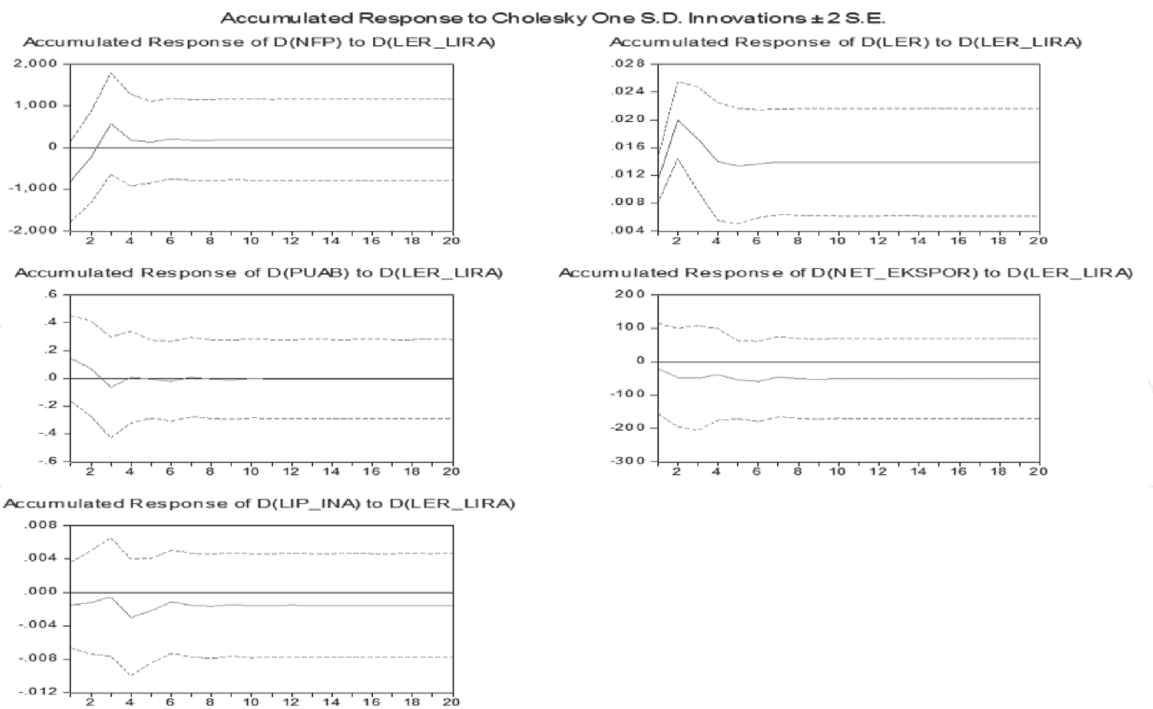 Accumulated Response to Cholesky One S.D. Innovations ± 2 S.E.
Accumulated Response of D(NFP) to D(LER_LIRA)
2,000
1,000
0
-1,000
-2,000
2 4 6 8 10 12 14 16 18 20
Accumulated Response of D(LER) to D(LER_LIRA)
.028
.024
.020
.016
.012
.008
.004
2 4 6 8 10 12 14 16 18 20
Accumulated Response of D(PUAB) to D(LER_LIRA)
.6
.4
.2
.0
-.2
-.4
-.6
2 4 6 8 10 12 14 16 18 20
Accumulated Response of D(NET_EKSPOR) to D(LER_LIRA)
200
100
0
-100
-200
-300
2 4 6 8 10 12 14 16 18 20
Accumulated Response of D(LIP_INA) to D(LER_LIRA)
.008
.004
.000
-.004
-.008
-.012
2 4 6 8 10 12 14 16 18 20